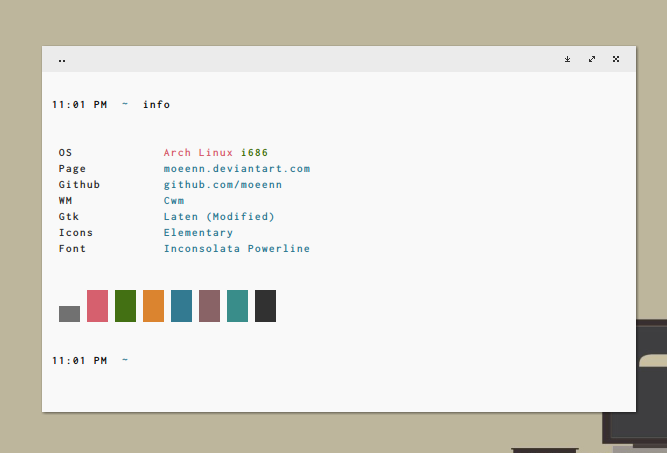 ..
11:01 PM ~ info
OS Arch Linux i686
Page moeenn.deviantart.com
Github github.com/moeenn
WM Cwm
Gtk Laten (Modified)
Icons Elementary
Font Inconsolata Powerline
11:01 PM ~